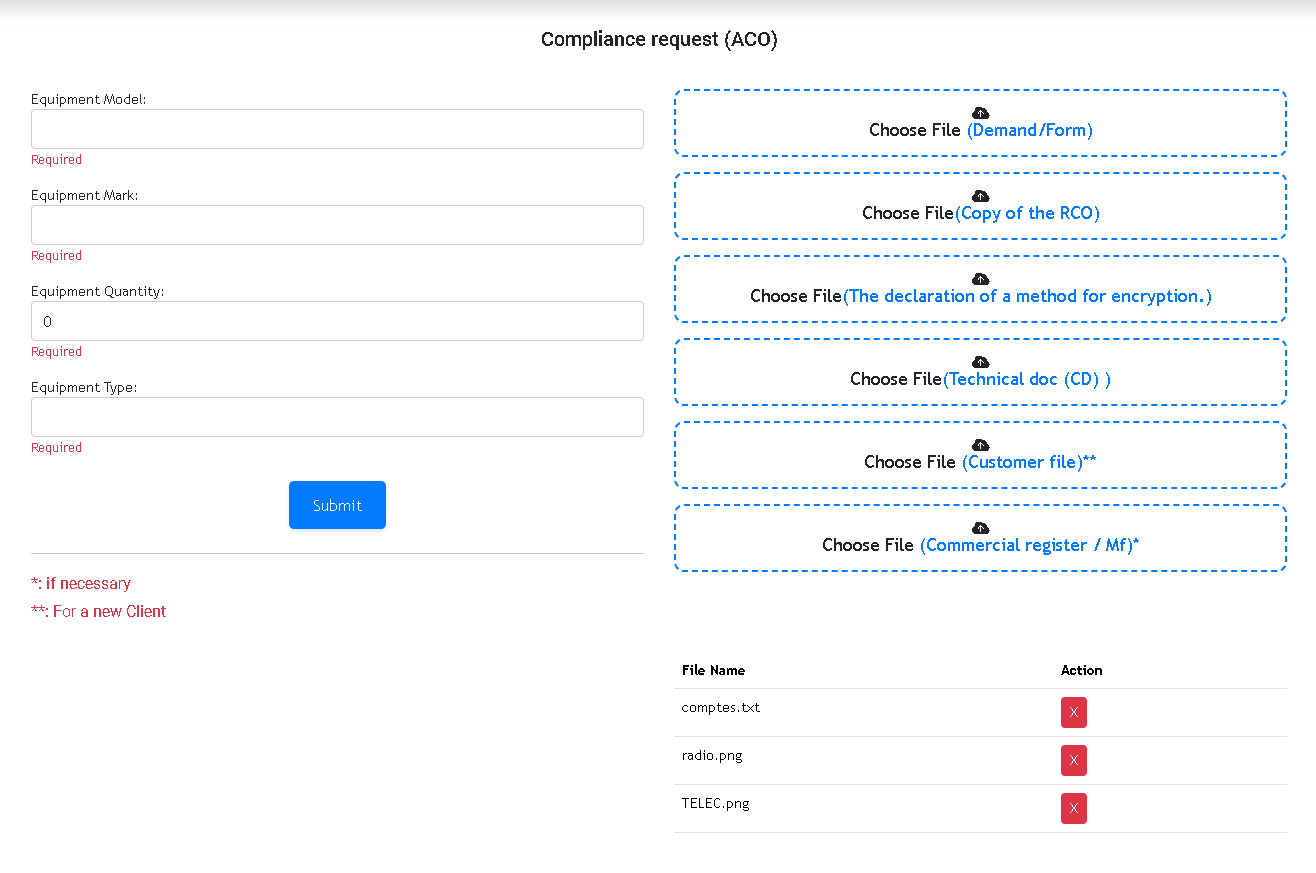 Compliance request (ACO)
Equipment Model:
Required
Equipment Mark:
Required
Equipment Quantity:
0
Required
Equipment Type:
Required
Submit
*: if necessary
**: For a new Client
Choose File (Demand/Form)
Choose File(Copy of the RCO)
Choose File(The declaration of a method for encryption.)
Choose File(Technical doc (CD) )
Choose File (Customer file)**
Choose File (Commercial register / Mf)*
File Name Action
comptes.txt X
radio.png X
TELEC.png X